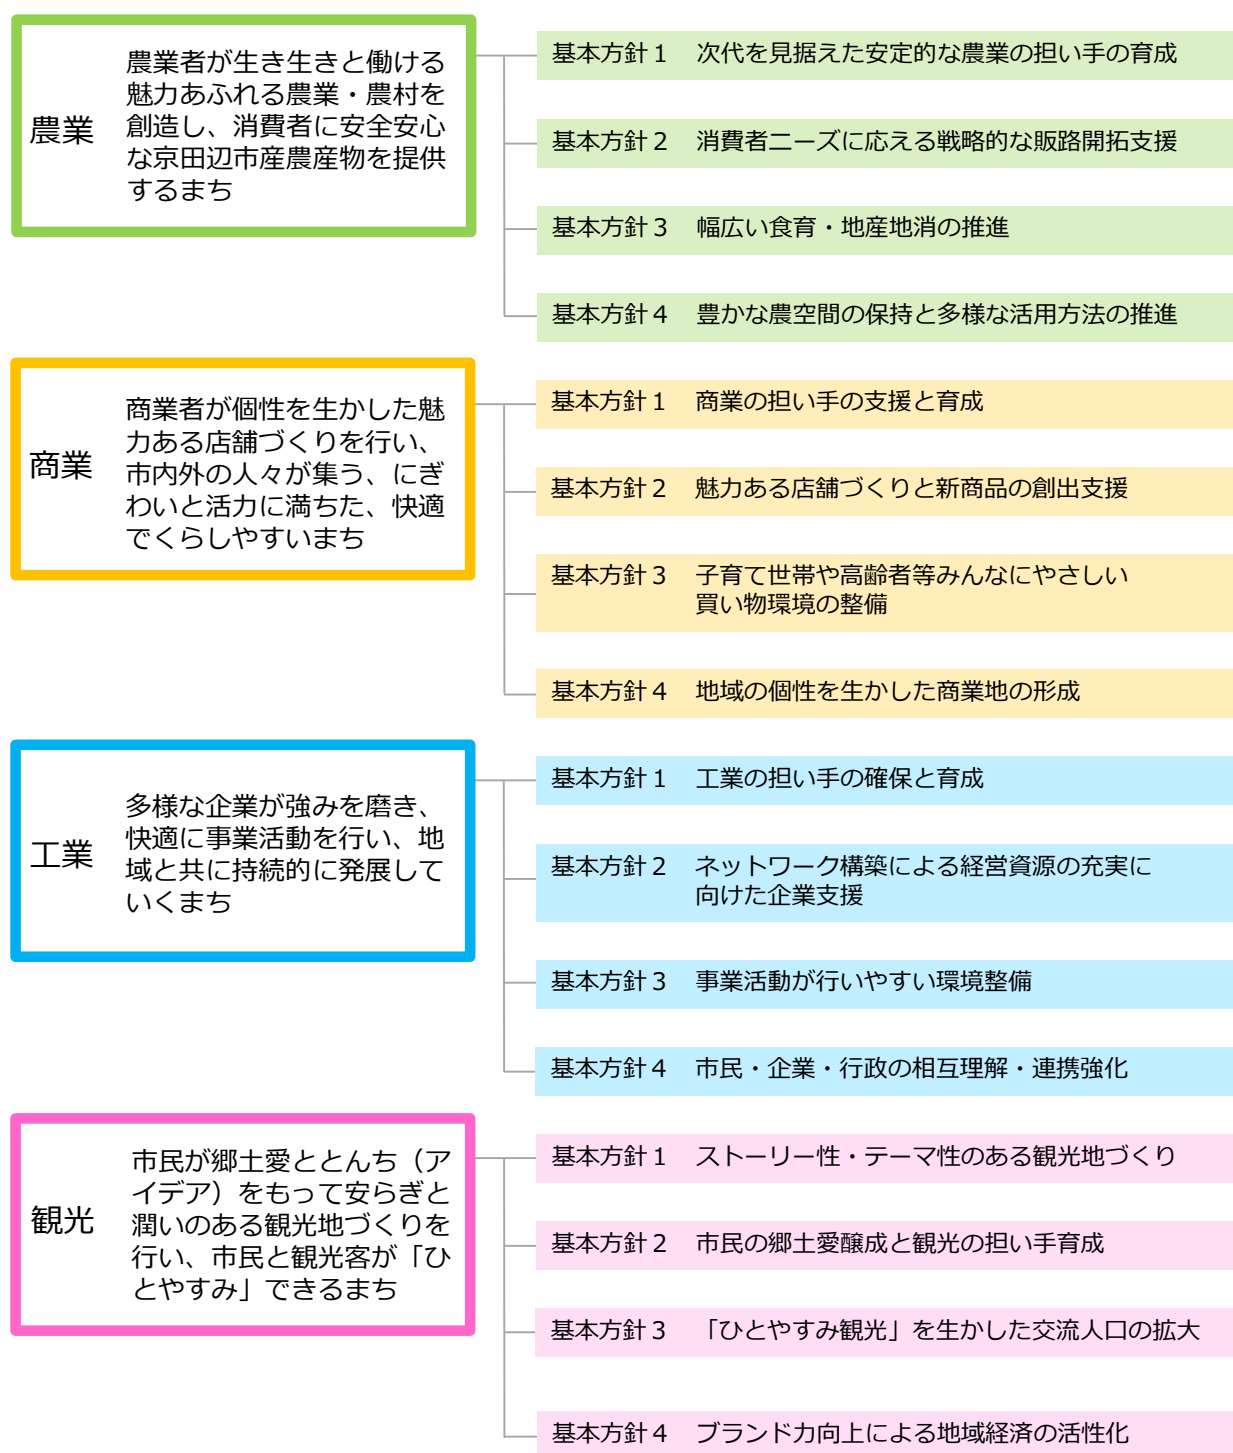 農業
農業者が生き生きと働ける
魅力あふれる農業・農村を
創造し、消費者に安全安心
な京田辺市産農産物を提供
するまち
基本方針１　次代を見据えた安定的な農業の担い手の育成
基本方針２　消費者ニーズに応える戦略的な販路開拓支援
基本方針３　幅広い食育・地産地消の推進
基本方針４　豊かな農空間の保持と多様な活用方法の推進
商業
商業者が個性を生かした魅
力ある店舗づくりを行い、
市内外の人々が集う、にぎ
わいと活力に満ちた、快適
でくらしやすいまち
基本方針１　商業の担い手の支援と育成
基本方針２　魅力ある店舗づくりと新商品の創出支援
基本方針３　子育て世帯や高齢者等みんなにやさしい
買い物環境の整備
基本方針４　地域の個性を生かした商業地の形成
工業
多様な企業が強みを磨き、
快適に事業活動を行い、地
域と共に持続的に発展して
いくまち
基本方針１　工業の担い手の確保と育成
基本方針２　ネットワーク構築による経営資源の充実に
向けた企業支援
基本方針３　事業活動が行いやすい環境整備
基本方針４　市民・企業・行政の相互理解・連携強化
観光
市民が郷土愛ととんち（ア
イデア）をもって安らぎと
潤いのある観光地づくりを
行い、市民と観光客が「ひ
とやすみ」できるまち
基本方針１　ストーリー性・テーマ性のある観光地づくり
基本方針２　市民の郷土愛醸成と観光の担い手育成
基本方針３　「ひとやすみ観光」を生かした交流人口の拡大
基本方針４　ブランド力向上による地域経済の活性化